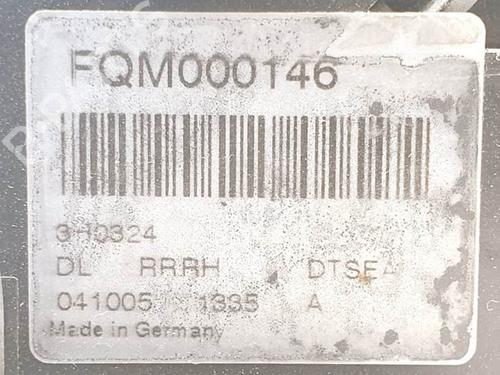 FQM000146
3H0324
DL RRRH DTSEA
041005 1335 A
Made in Germany